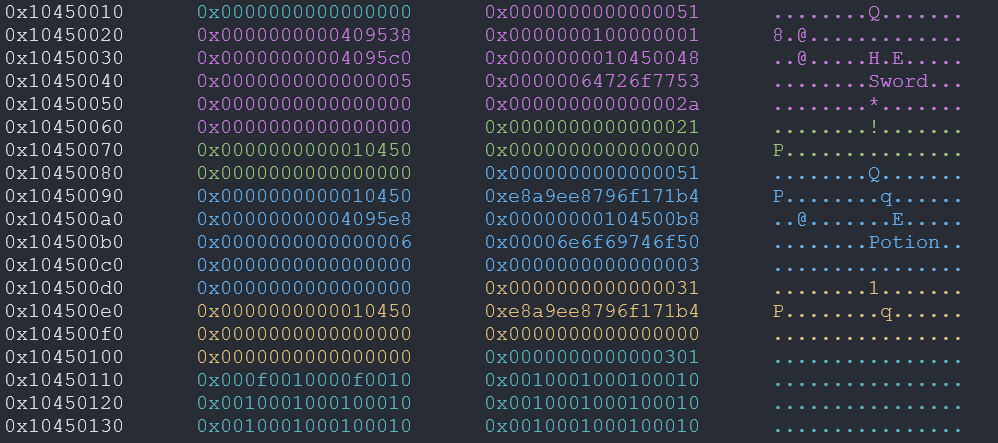 0x10450010 0x0000000000000000 0x0000000000000051 ........Q.......
0x10450020 0x0000000000409538 0x0000000100000001 8.@.............
0x10450030 0x00000000004095c0 0x0000000010450048 ..@.....H.E.....
0x10450040 0x0000000000000005 0x00000064726f7753 ........Sword...
0x10450050 0x0000000000000000 0x000000000000002a ........*.......
0x10450060 0x0000000000000000 0x0000000000000021 ........!.......
0x10450070 0x0000000000010450 0x0000000000000000 P...............
0x10450080 0x0000000000000000 0x0000000000000051 ........Q.......
0x10450090 0x0000000000010450 0xe8a9ee8796f171b4 P........q......
0x104500a0 0x00000000004095e8 0x00000000104500b8 ..@.......E.....
0x104500b0 0x0000000000000006 0x00006e6f69746f50 ........Potion..
0x104500c0 0x0000000000000000 0x0000000000000003 ................
0x104500d0 0x0000000000000000 0x0000000000000031 ........1.......
0x104500e0 0x0000000000010450 0xe8a9ee8796f171b4 P........q......
0x104500f0 0x0000000000000000 0x0000000000000000 ................
0x10450100 0x0000000000000000 0x0000000000000301 ................
0x10450110 0x000f0010000f0010 0x0010001000100010 ................
0x10450120 0x0010001000100010 0x0010001000100010 ................
0x10450130 0x0010001000100010 0x0010001000100010 ................